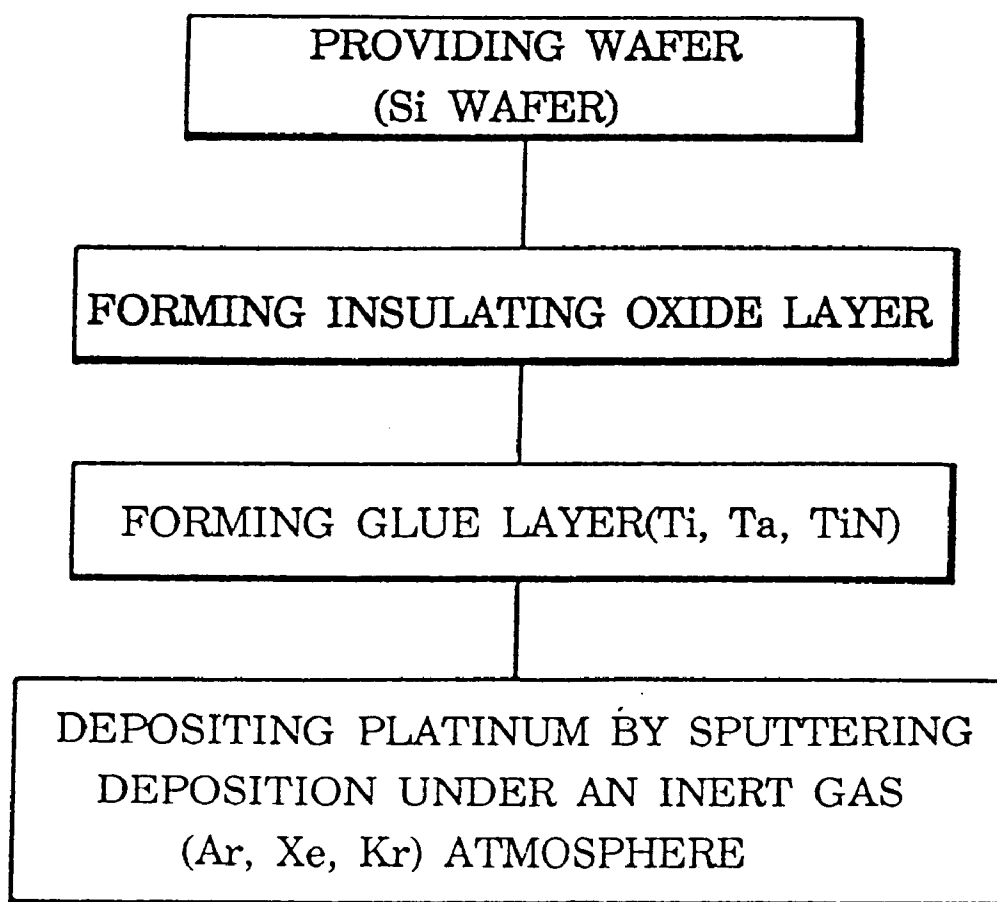 PROVIDING WAFER
(Si WAFER)
FORMING INSULATING OXIDE LAYER
FORMING GLUE LAYER(Ti, Ta, TiN)
DEPOSITING PLATINUM BY SPUTTERING
DEPOSITION UNDER AN INERT GAS
(Ar, Xe, Kr) ATMOSPHERE